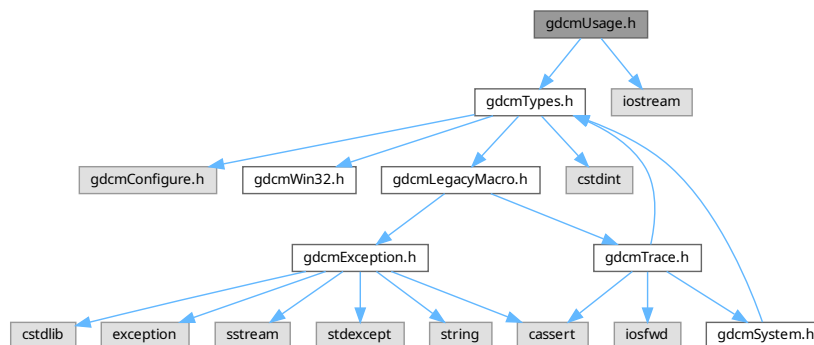 gdcmUsage.h
gdcmTypes.h
iostream
gdcmConfigure.h
gdcmWin32.h
gdcmLegacyMacro.h
cstdint
gdcmException.h
gdcmTrace.h
cstdlib
exception
sstream
stdexcept
string
cassert
iosfwd
gdcmSystem.h